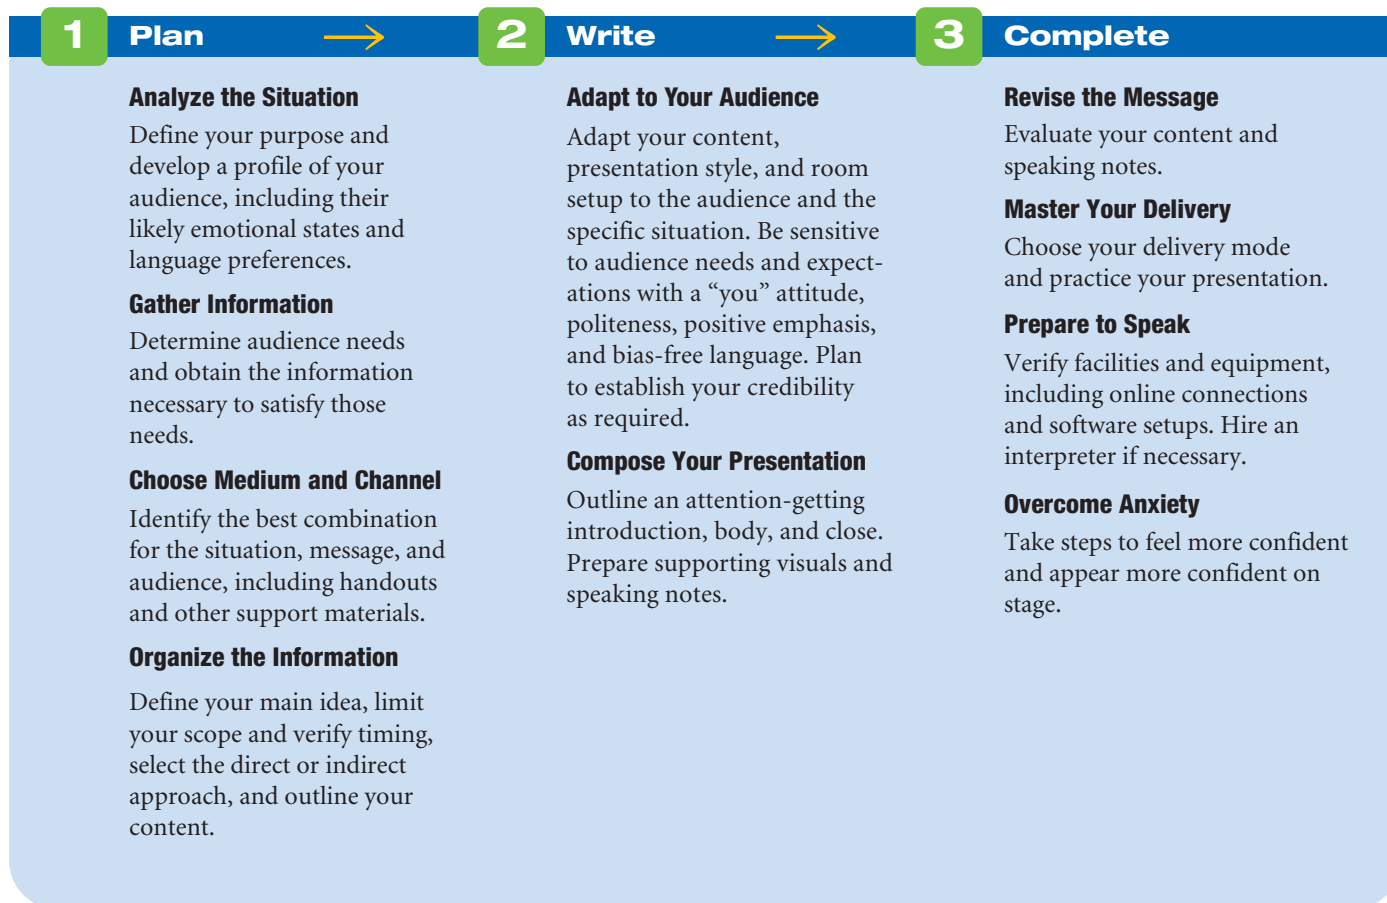 1 Plan → 2 Write → 3 Complete
Analyze the Situation
Define your purpose and
develop a profile of your
audience, including their
likely emotional states and
language preferences.
Gather Information
Determine audience needs
and obtain the information
necessary to satisfy those
needs.
Choose Medium and Channel
Identify the best combination
for the situation, message, and
audience, including handouts
and other support materials.
Organize the Information
Define your main idea, limit
your scope and verify timing,
select the direct or indirect
approach, and outline your
content.
Adapt to Your Audience
Adapt your content,
presentation style, and room
setup to the audience and the
specific situation. Be sensitive
to audience needs and expect-
ations with a “you” attitude,
politeness, positive emphasis,
and bias-free language. Plan
to establish your credibility
as required.
Compose Your Presentation
Outline an attention-getting
introduction, body, and close.
Prepare supporting visuals and
speaking notes.
Revise the Message
Evaluate your content and
speaking notes.
Master Your Delivery
Choose your delivery mode
and practice your presentation.
Prepare to Speak
Verify facilities and equipment,
including online connections
and software setups. Hire an
interpreter if necessary.
Overcome Anxiety
Take steps to feel more confident
and appear more confident on
stage.